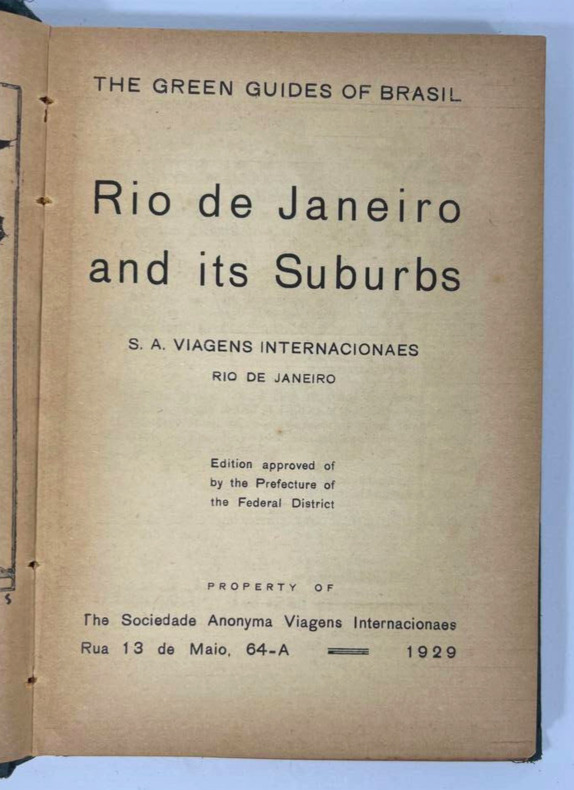 THE GREEN GUIDES OF BRASIL
Rio de Janeiro
and its Suburbs
S. A. VIAGENS INTERNACIONAES
RIO DE JANEIRO
Edition approved of
by the Prefecture of
the Federal District
PROPERTY OF
The Sociedade Anonyma Viagens Internacionaes
Rua 13 de Maio, 64-A 1929
S